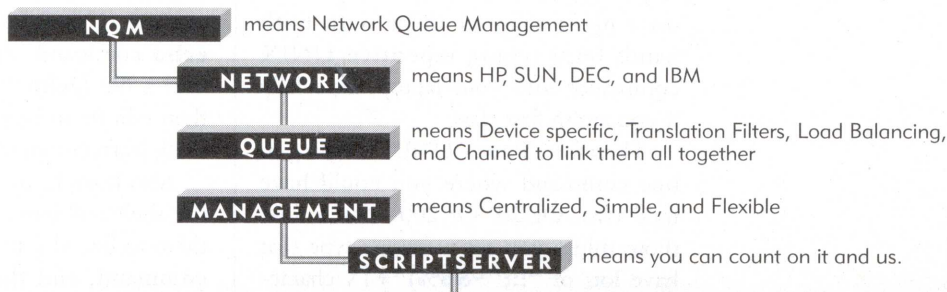 NQM means Network Queue Management
NETWORK means HP, SUN, DEC, and IBM
QUEUE means Device specific, Translation Filters, Load Balancing,
and Chained to link them all together
MANAGEMENT means Centralized, Simple, and Flexible
SCRIPTSERVER means you can count on it and us.